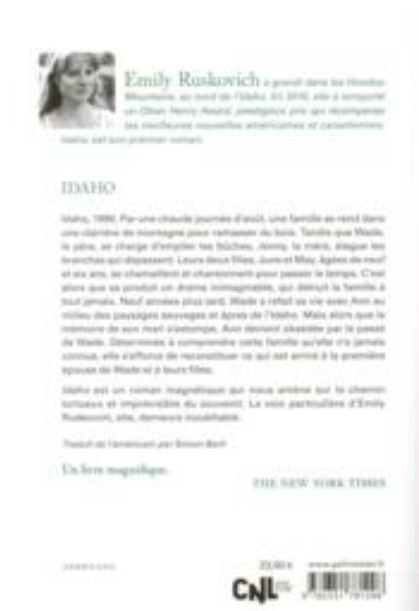 Emily Ruskovich a grandi dans les Hoodoo
Mountains, au nord de l'Idaho. En 2015, elle a remporté
un Oliver Henry Award, prestigieux prix qui récompense
les meilleures nouvelles américaines et canadiennes.
Idaho est son premier roman.
IDAHO
Idaho, 1995. Par une chaude journée d'août, une famille se rend dans
une clairière de montagne pour ramasser du bois. Tandis que Wade,
le père, se charge d'empiler les bûches, Jenny, la mère, élague les
branches qui dépassent. Leurs deux filles, June et May, âgées de neuf
et six ans, se chamaillent et chantonnent pour passer le temps. C'est
alors que se produit un drame inimaginable, qui détruit la famille à
tout jamais. Neuf années plus tard, Wade a refait sa vie avec Ann au
milieu des paysages sauvages et âpres de l'Idaho. Mais alors que la
mémoire de son mari s'estompe, Ann devient obsédée par le passé
de Wade. Déterminée à comprendre cette famille qu'elle n'a jamais
connue, elle s'efforce de reconstituer ce qui est arrivé à la première
épouse de Wade et à leurs filles.
Idaho est un roman magnétique qui nous amène sur le chemin
tortueux et imprévisible du souvenir. La voix particulière d'Emily
Ruskovich, elle, demeure inoubliable.
Traduit de l'américain par Simon Baril
Un livre magnifique.
THE NEW YORK TIMES
AMERICANA
23,50 €
www.gallmeister.fr
CNL